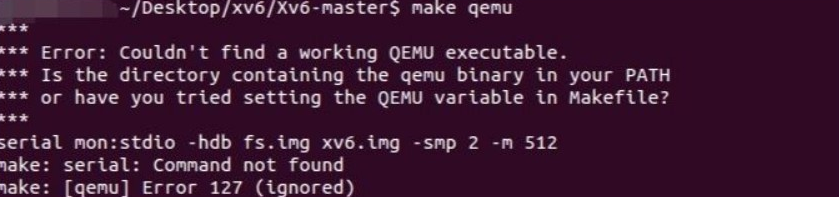 ~/Desktop/xv6/Xv6-master$ make qemu
***
*** Error: Couldn't find a working QEMU executable.
*** Is the directory containing the qemu binary in your PATH
*** or have you tried setting the QEMU variable in Makefile?
***
serial mon:stdio -hdb fs.img xv6.img -smp 2 -m 512
make: serial: Command not found
make: [qemu] Error 127 (ignored)